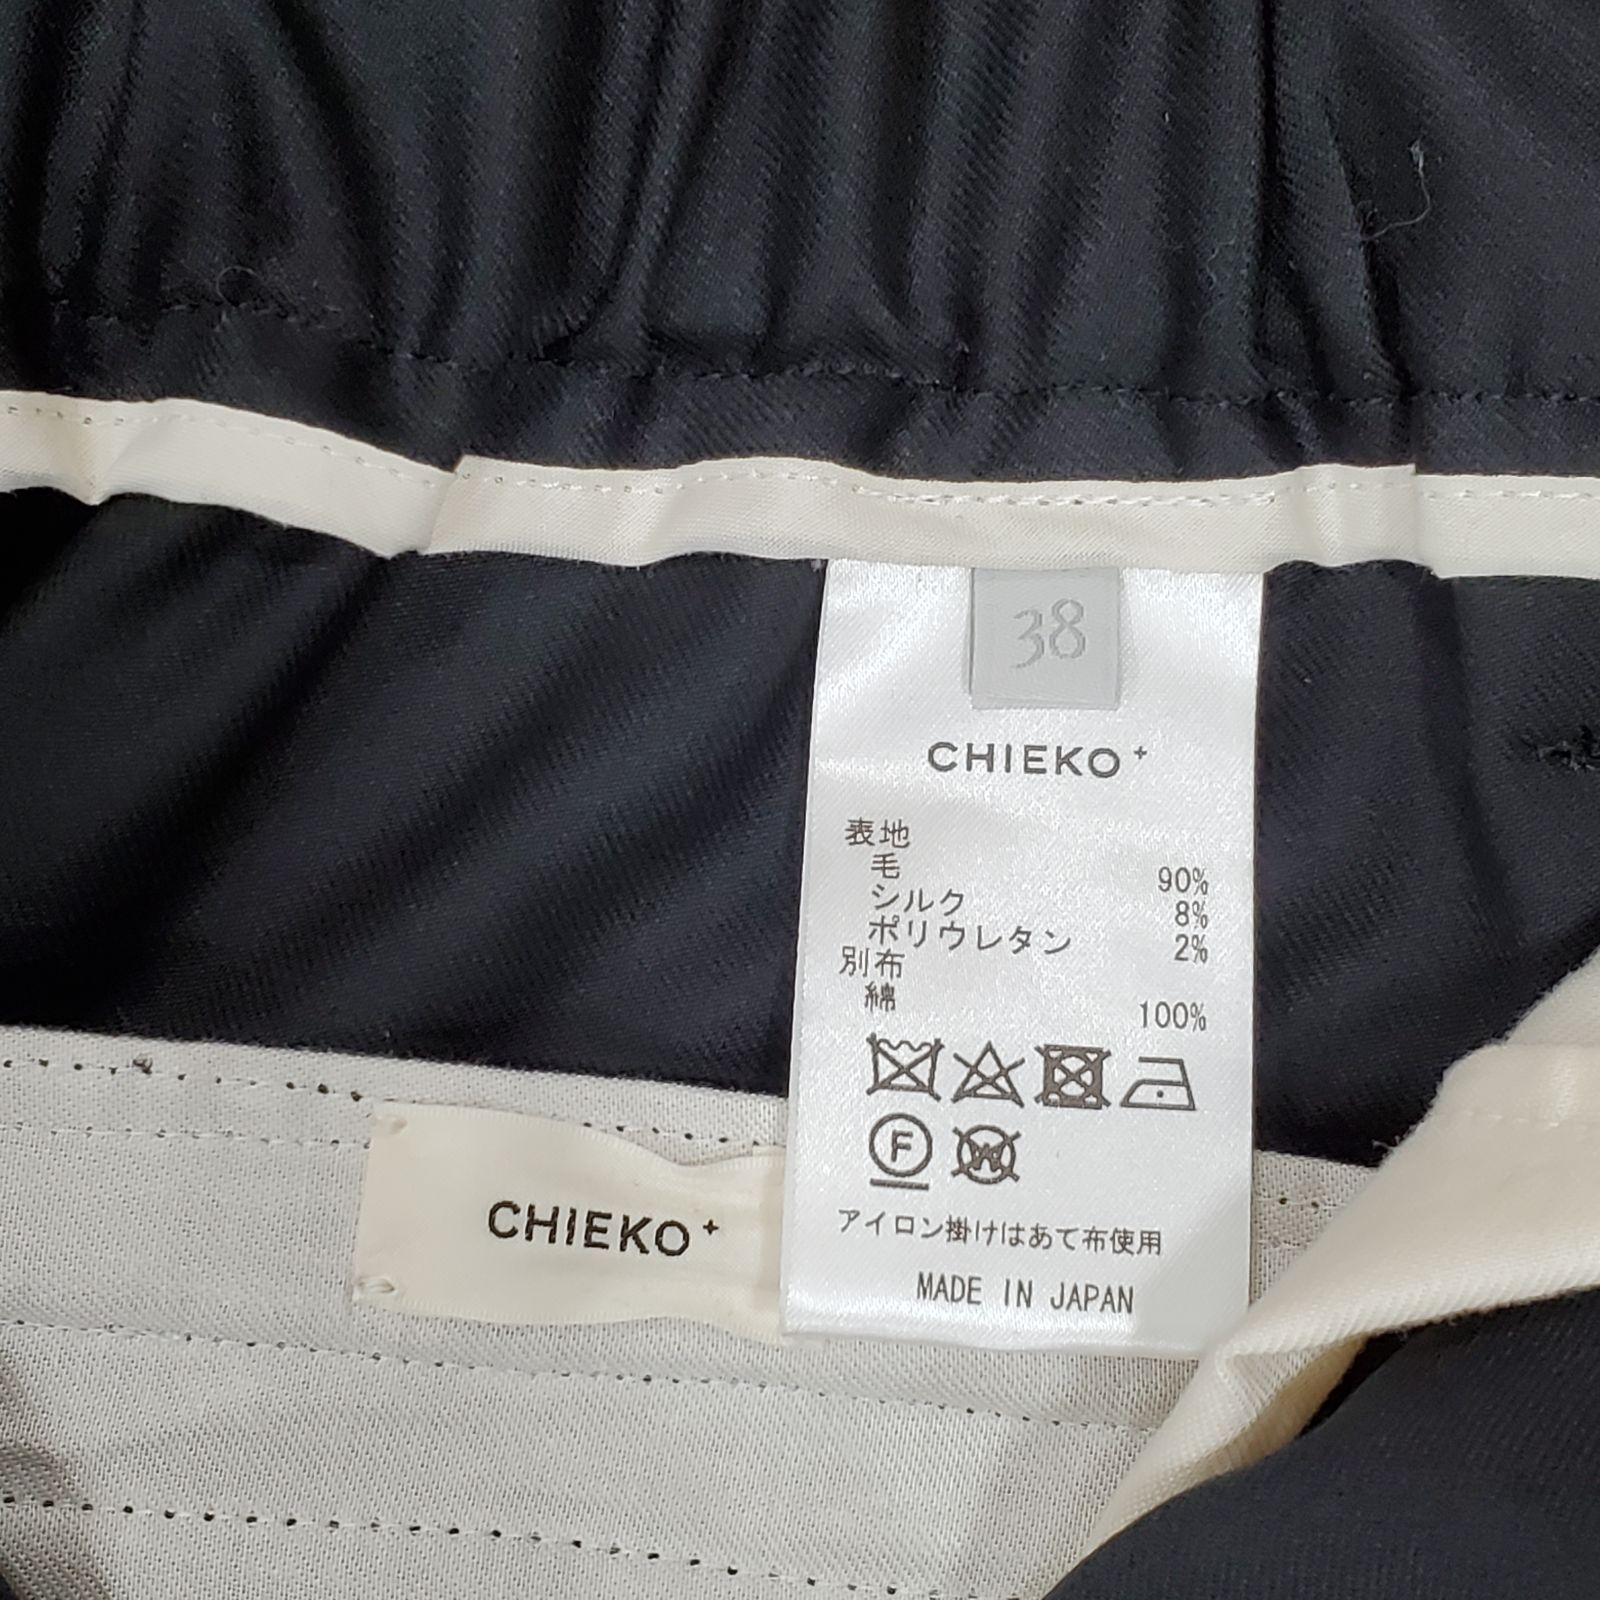 38
CHIEKO+
表地
毛 90%
シルク 8%
ポリウレタン 2%
別布
綿 100%
F
W
アイロン掛けはあて布使用
MADE IN JAPAN
CHIEKO+